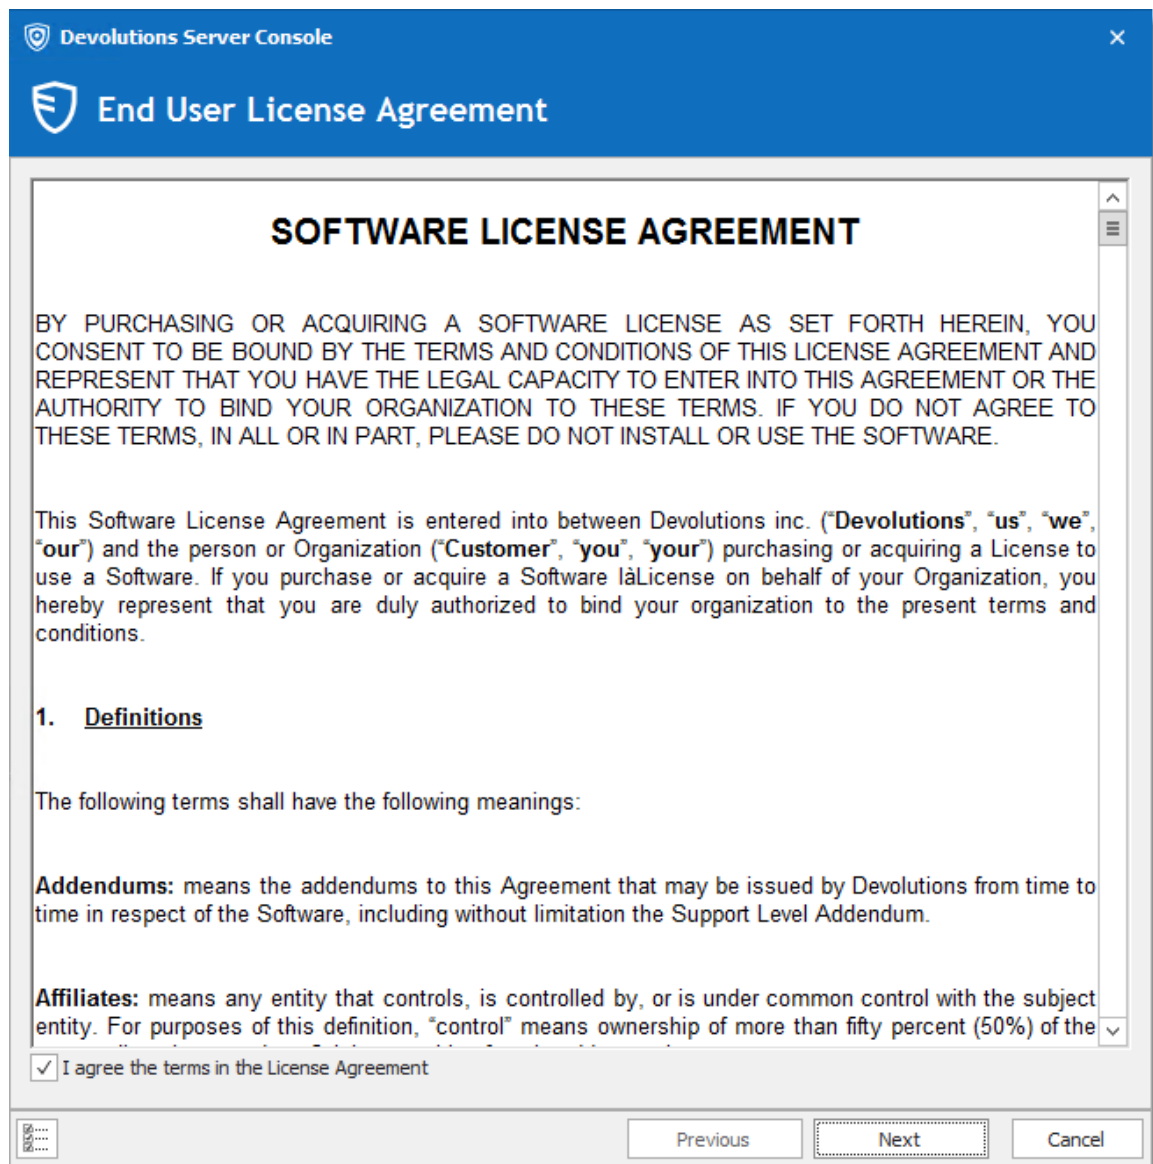 Devolutions Server Console
End User License Agreement
SOFTWARE LICENSE AGREEMENT
BY PURCHASING OR ACQUIRING A SOFTWARE LICENSE AS SET FORTH HEREIN, YOU
CONSENT TO BE BOUND BY THE TERMS AND CONDITIONS OF THIS LICENSE AGREEMENT AND
REPRESENT THAT YOU HAVE THE LEGAL CAPACITY TO ENTER INTO THIS AGREEMENT OR THE
AUTHORITY TO BIND YOUR ORGANIZATION TO THESE TERMS. IF YOU DO NOT AGREE TO
THESE TERMS, IN ALL OR IN PART, PLEASE DO NOT INSTALL OR USE THE SOFTWARE.
This Software License Agreement is entered into between Devolutions inc. (“Devolutions”, “us”, “we”,
“our”) and the person or Organization (“Customer”, “you”, “your”) purchasing or acquiring a License to
use a Software. If you purchase or acquire a Software làLicense on behalf of your Organization, you
hereby represent that you are duly authorized to bind your organization to the present terms and
conditions.
1. Definitions
The following terms shall have the following meanings:
Addendums: means the addendums to this Agreement that may be issued by Devolutions from time to
time in respect of the Software, including without limitation the Support Level Addendum.
Affiliates: means any entity that controls, is controlled by, or is under common control with the subject
entity. For purposes of this definition, “control” means ownership of more than fifty percent (50%) of the
I agree the terms in the License Agreement
Previous
Next
Cancel